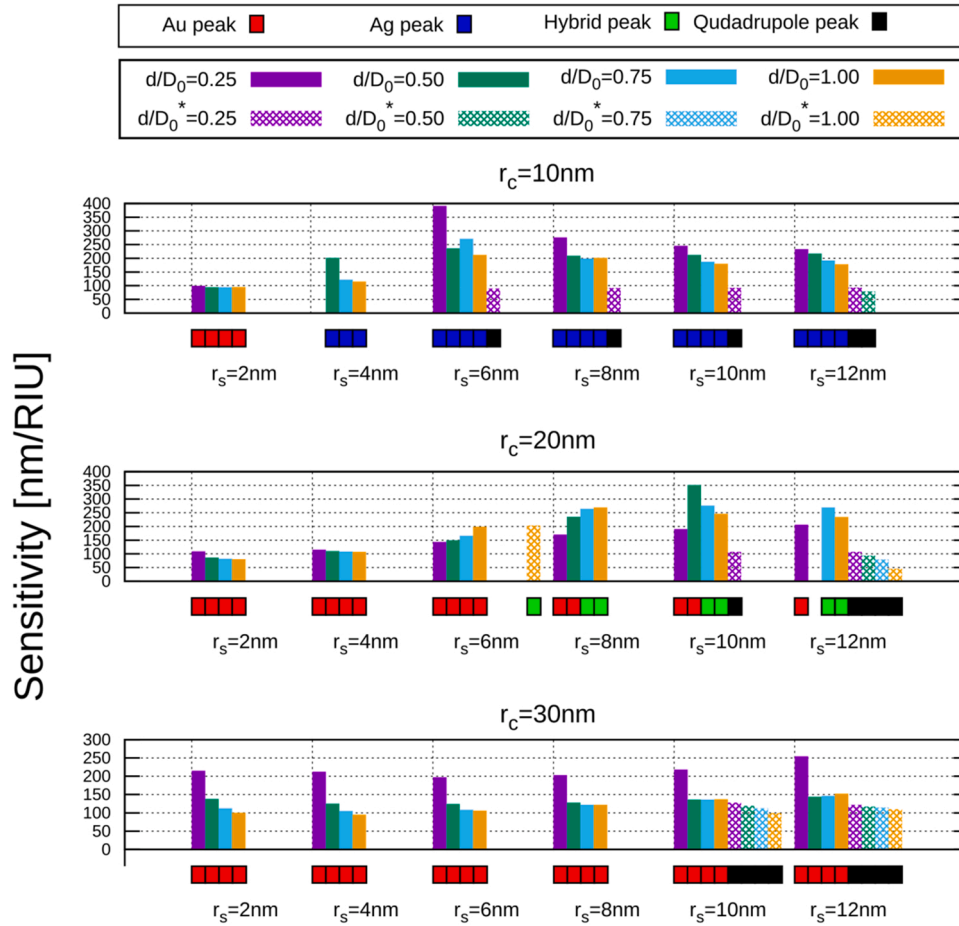 Au peak Ag peak Hybrid peak Qudadrupole peak
d/D0=0.25 d/D0=0.50 d/D0=0.75 d/D0=1.00
d/D0*=0.25 d/D0*=0.50 d/D0*=0.75 d/D0*=1.00
Sensitivity [nm/RIU]
rc=10nm
400
350
300
250
200
150
100
50
0
rs=2nm rs=4nm rs=6nm rs=8nm rs=10nm rs=12nm
rc=20nm
400
350
300
250
200
150
100
50
0
rs=2nm rs=4nm rs=6nm rs=8nm rs=10nm rs=12nm
rc=30nm
300
250
200
150
100
50
0
rs=2nm rs=4nm rs=6nm rs=8nm rs=10nm rs=12nm